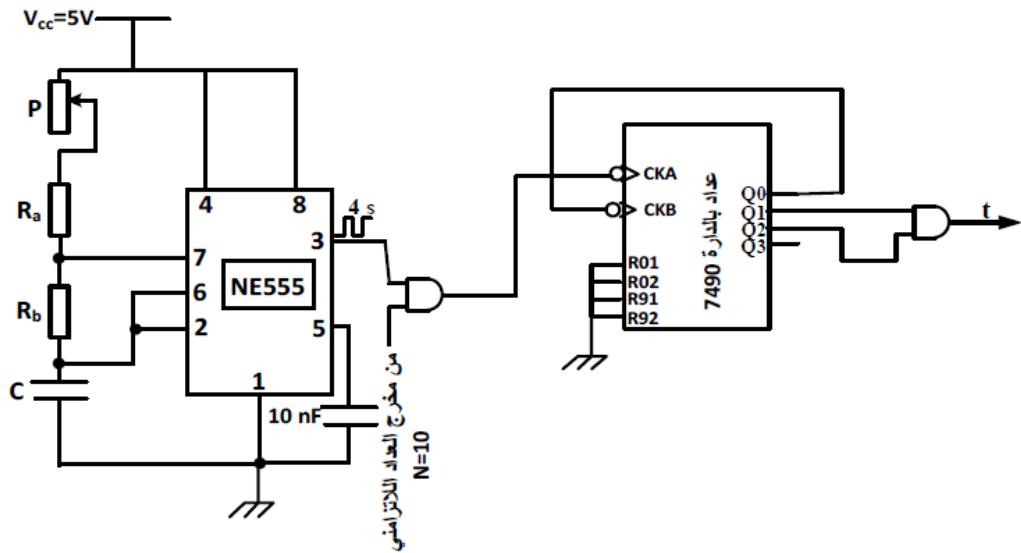 Vcc=5V
P
Ra
Rb
C
4
8
7
6
2
3
5
1
NE555
4 s
10 nF
من مخرج العداد اللاتزامني
N=10
CKA
CKB
R01
R02
R91
R92
عداد بالدارة 7490
Q0
Q1
Q2
Q3
t